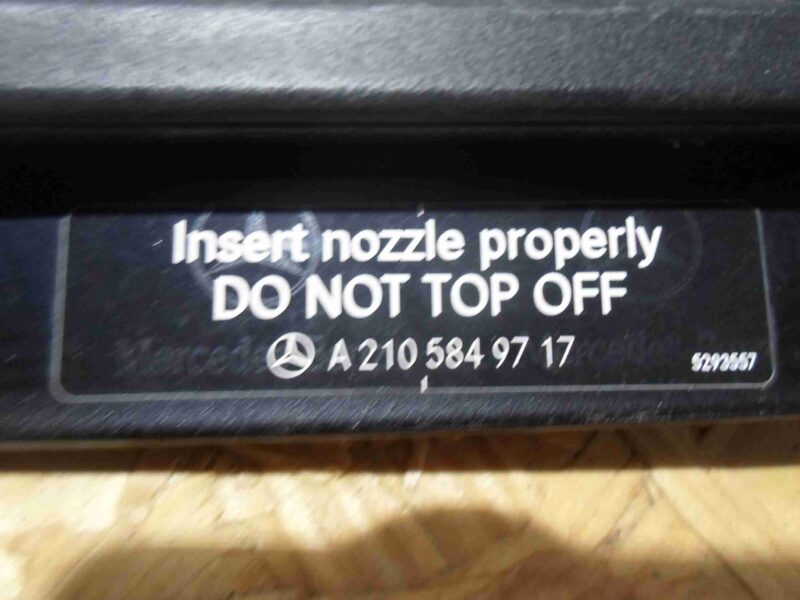 Insert nozzle properly
DO NOT TOP OFF
A 210 584 97 17
5293557